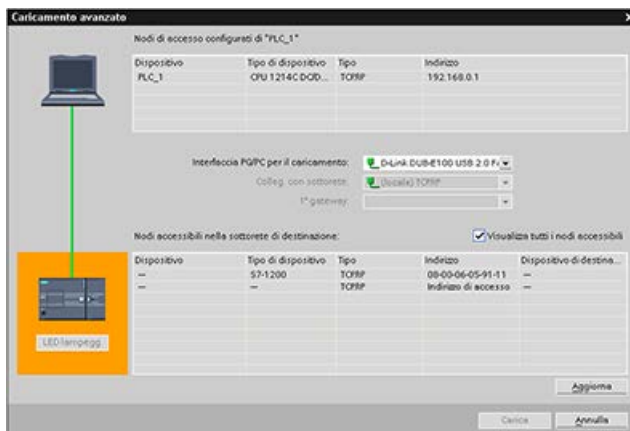 Caricamento avanzato
Nodi di accesso configurati di "PLC_1"
Dispositivo Tipo di dispositivo Tipo Indirizzo
PLC_1 CPU 1214C DC/D... TCP/IP 192.168.0.1
Interfaccia PG/PC per il caricamento: D-Link DUB-E100 USB 2.0 F
Colleg. con sottorete: (locale) TCP/IP
1° gateway:
Nodi accessibili nella sottorete di destinazione: Visualizza tutti i nodi accessibili
Dispositivo Tipo di dispositivo Tipo Indirizzo Dispositivo di destina...
— S7-1200 TCP/IP 08-00-06-05-91-11 —
— — TCP/IP Indirizzo di accesso —
LED lampegg
Aggiorna
Carica Annulla